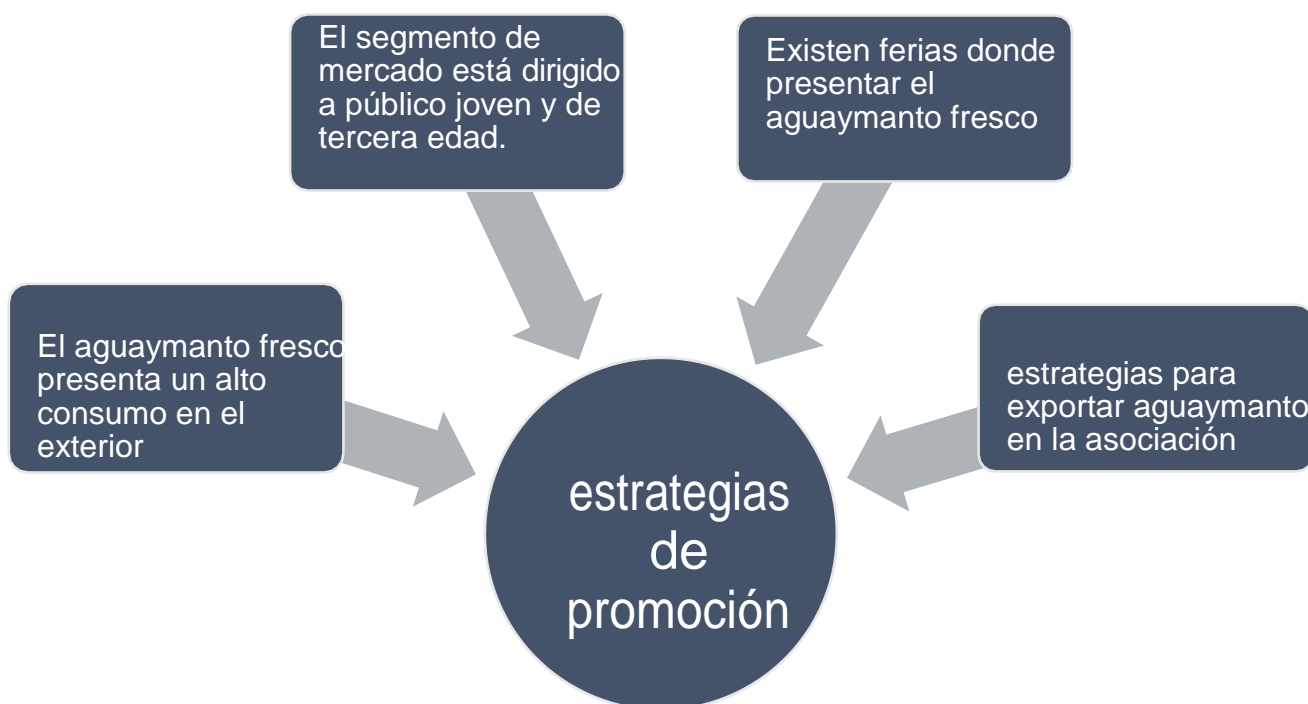 El segmento de
mercado está dirigido
a público joven y de
tercera edad.
Existen ferias donde
presentar el
aguaymanto fresco
El aguaymanto fresco
presenta un alto
consumo en el
exterior
estrategias para
exportar aguaymanto
en la asociación
estrategias
de
promoción